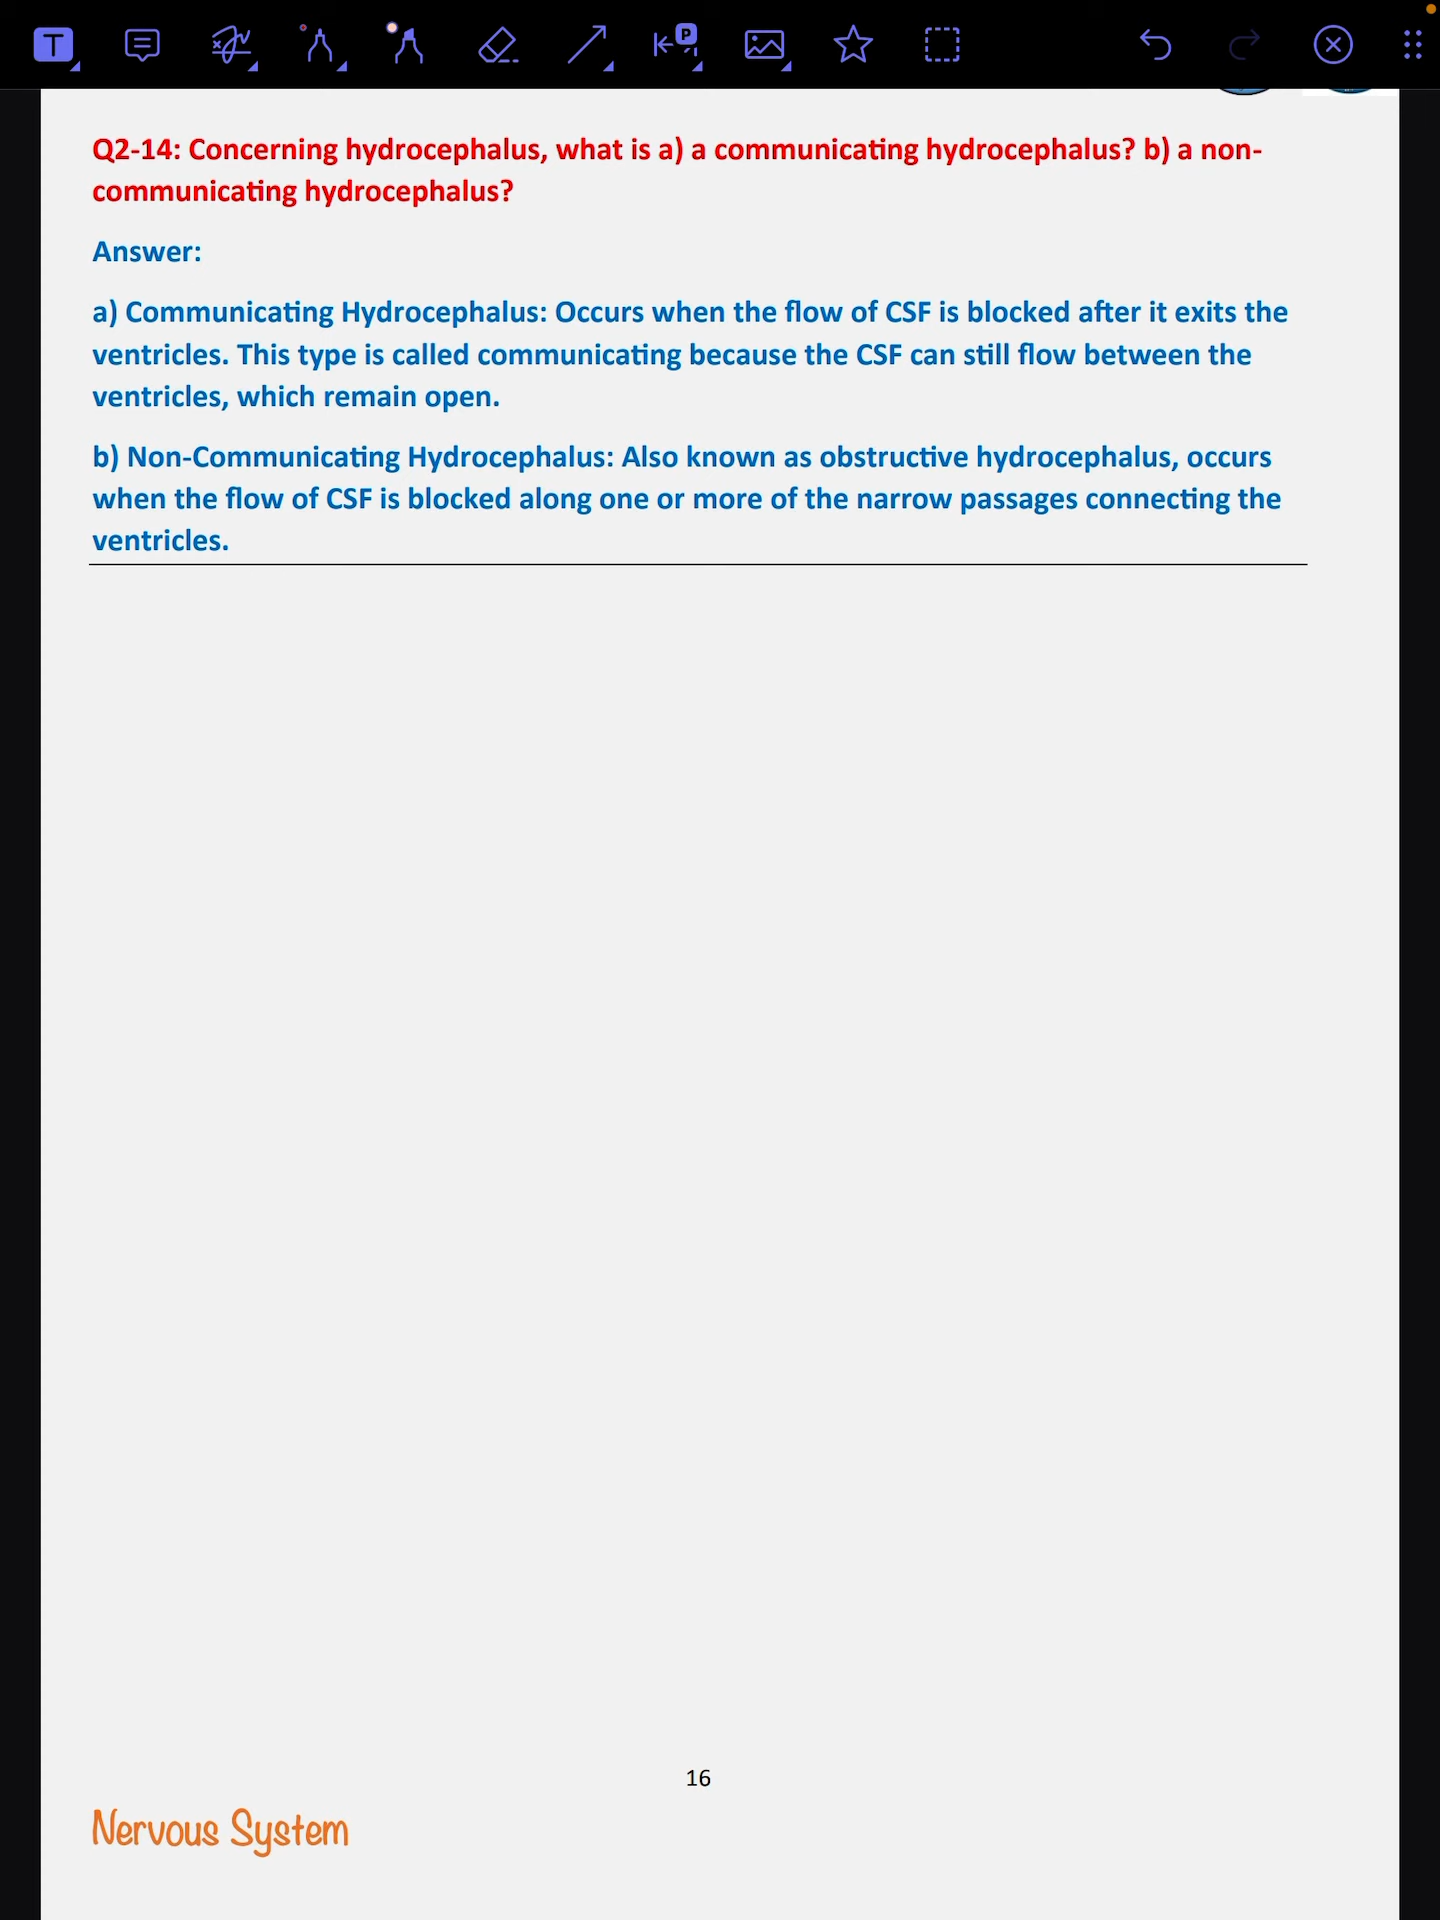 Q2-14: Concerning hydrocephalus, what is a) a communicating hydrocephalus? b) a non-
communicating hydrocephalus?
Answer:
a) Communicating Hydrocephalus: Occurs when the flow of CSF is blocked after it exits the
ventricles. This type is called communicating because the CSF can still flow between the
ventricles, which remain open.
b) Non-Communicating Hydrocephalus: Also known as obstructive hydrocephalus, occurs
when the flow of CSF is blocked along one or more of the narrow passages connecting the
ventricles.
16
Nervous System